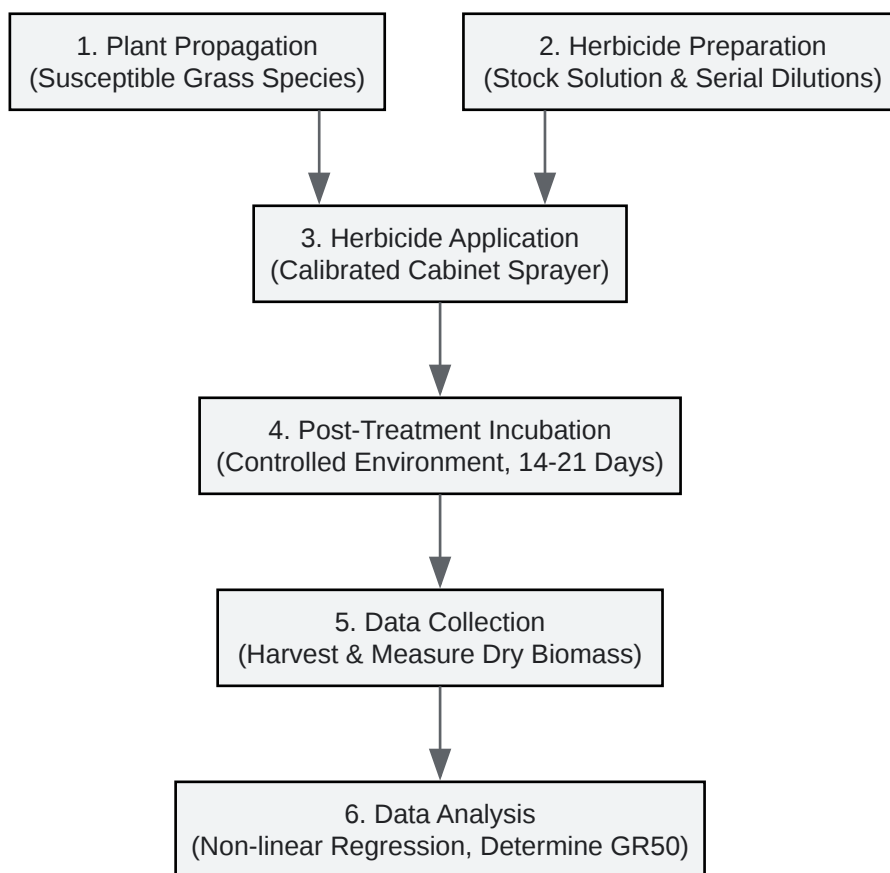 1. Plant Propagation
(Susceptible Grass Species)
2. Herbicide Preparation
(Stock Solution & Serial Dilutions)
3. Herbicide Application
(Calibrated Cabinet Sprayer)
4. Post-Treatment Incubation
(Controlled Environment, 14-21 Days)
5. Data Collection
(Harvest & Measure Dry Biomass)
6. Data Analysis
(Non-linear Regression, Determine GR50)